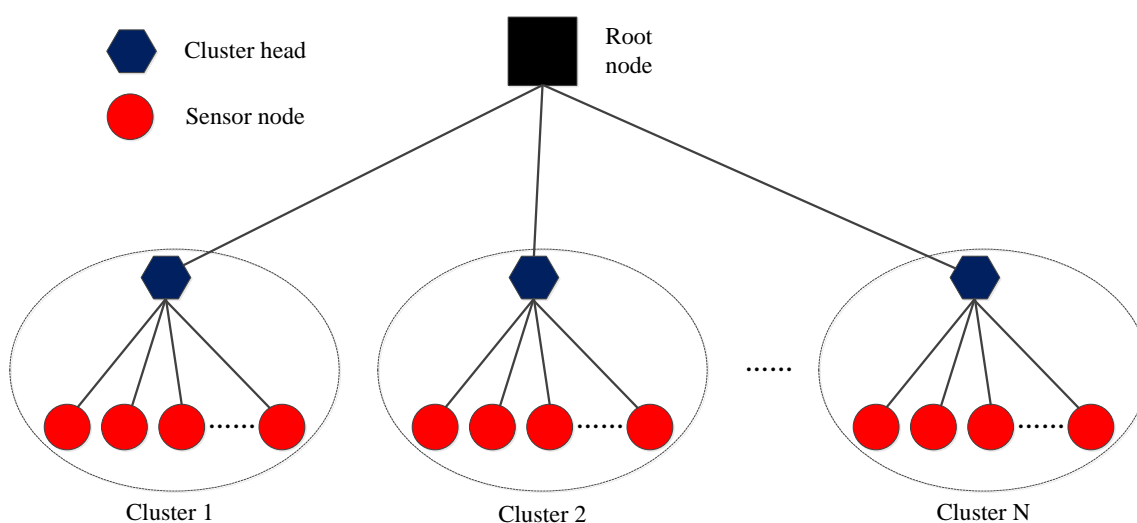 Cluster head
Root
node
Sensor node
......
...... ...... ......
Cluster 1
Cluster 2
Cluster N